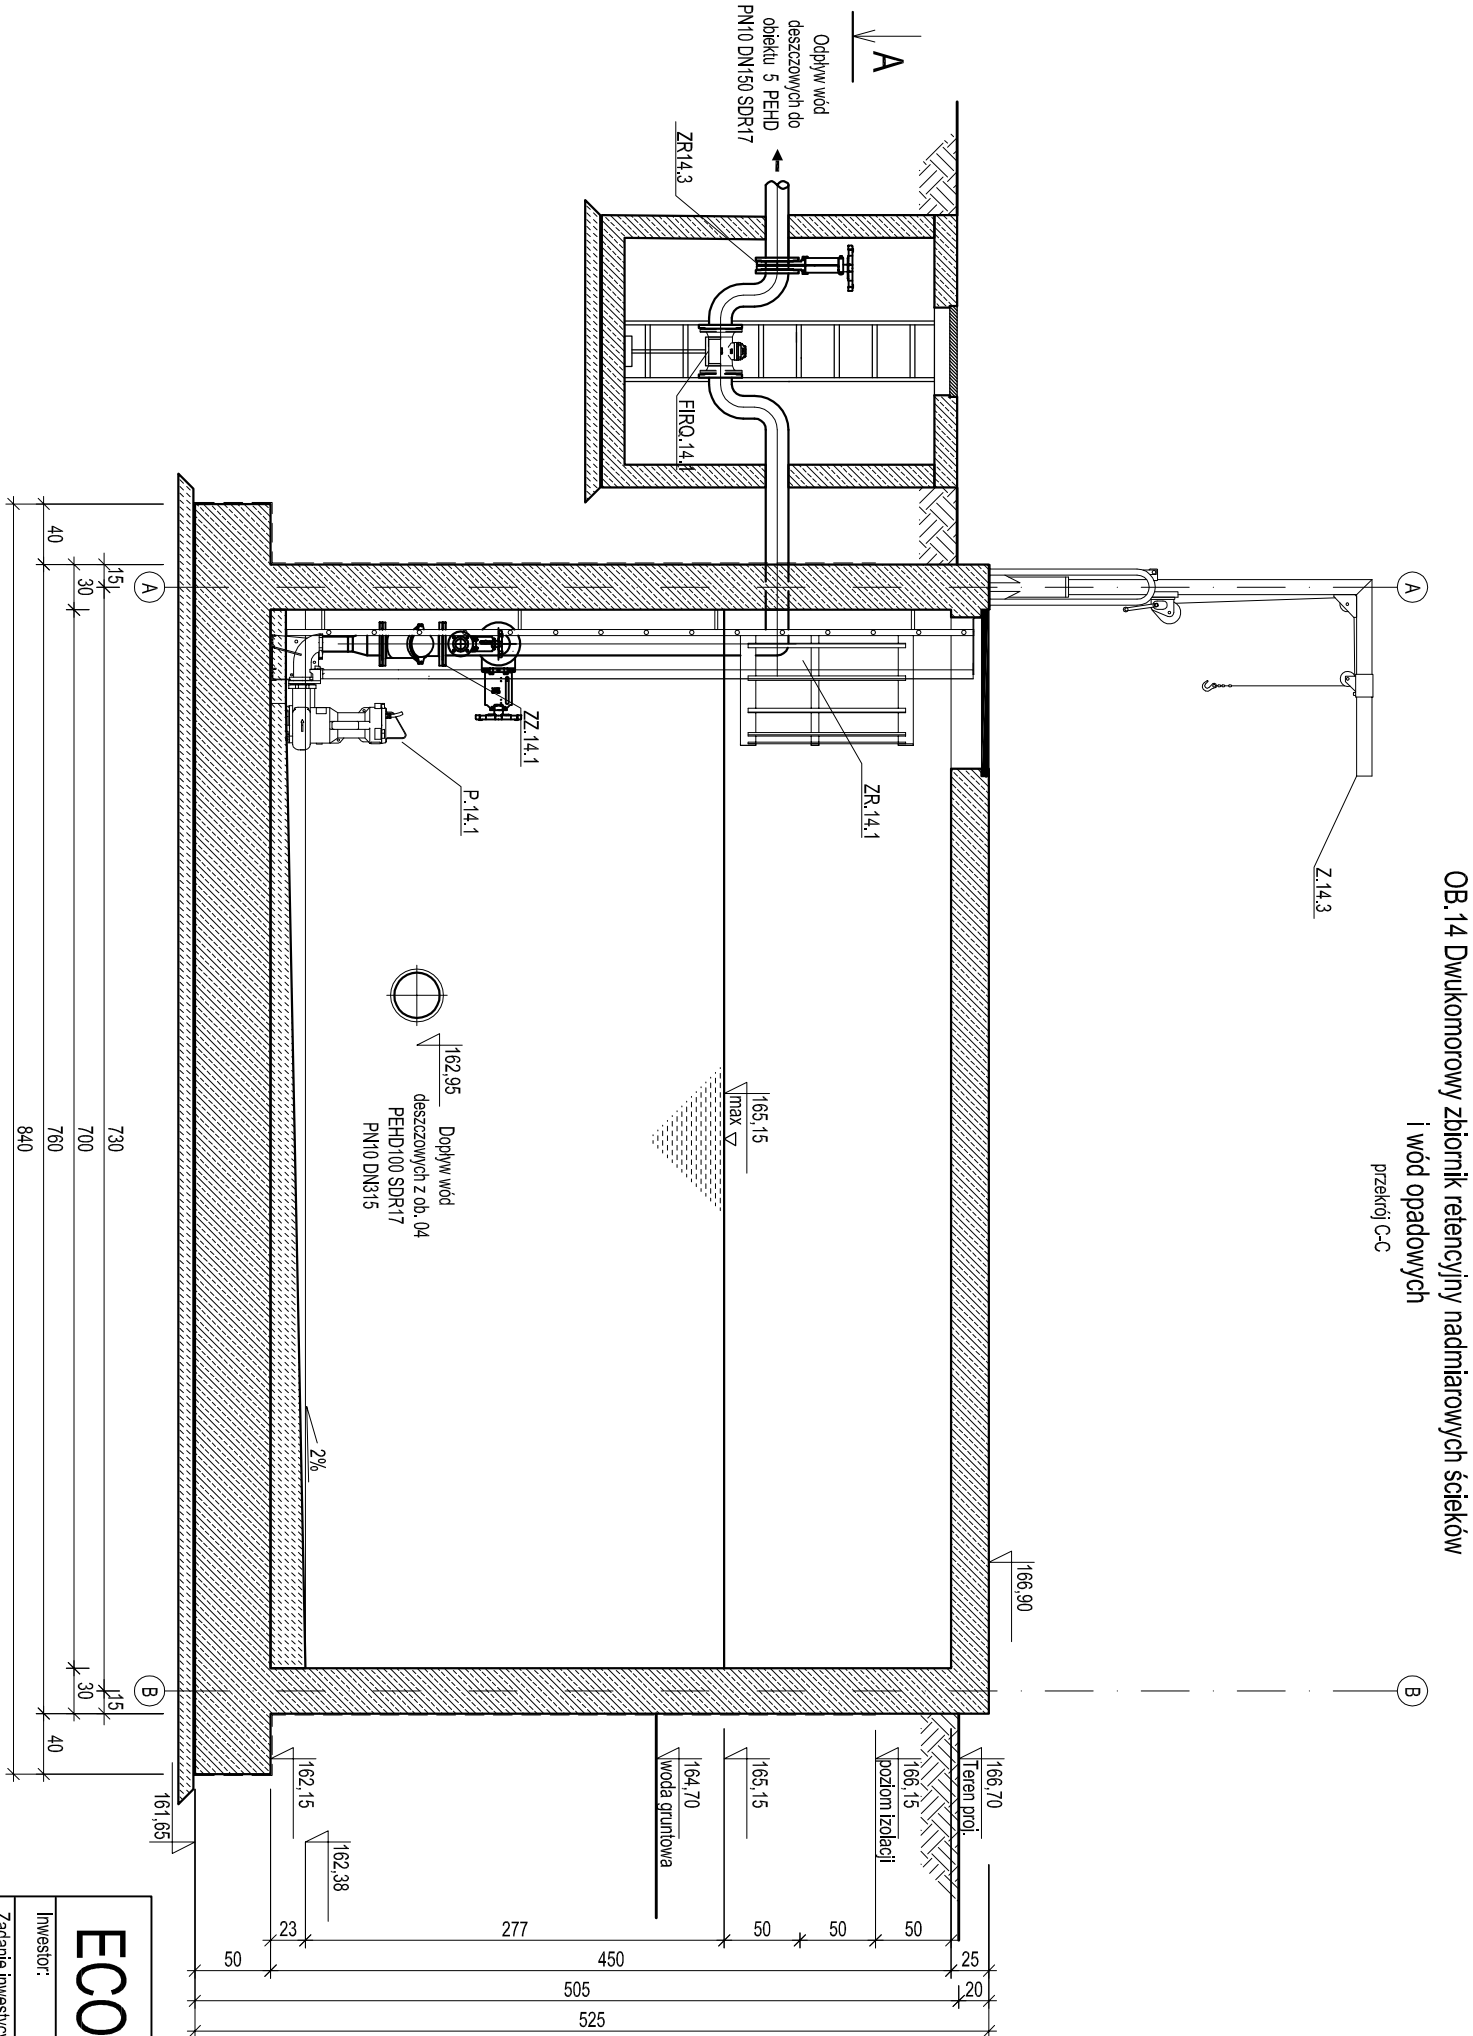 OB.14 Dwukomorowy zbiornik retencyjny nadmiarowych ścieków
i wód opadowych
przekrój C-C
A
Odpływ wód
deszczowych do
obiektu 5 PEHD
PN10 DN150 SDR17
ZR14.3
FIRQ.14.1
A
B
Z.14.3
ZR.14.1
ZZ.14.1
P.14.1
166,90
165,15
max
162,95
Dopływ wód
deszczowych z ob. 04
PEHD100 SDR17
PN10 DN315
2%
166,70
Teren proj.
166,15
poziom izolacji
165,15
164,70
woda gruntowa
162,15
162,38
161,65
A
B
15
730
15
30
700
30
40
760
40
840
23
277
50
50
50
50
450
25
505
20
525
ECO
Inwestor: